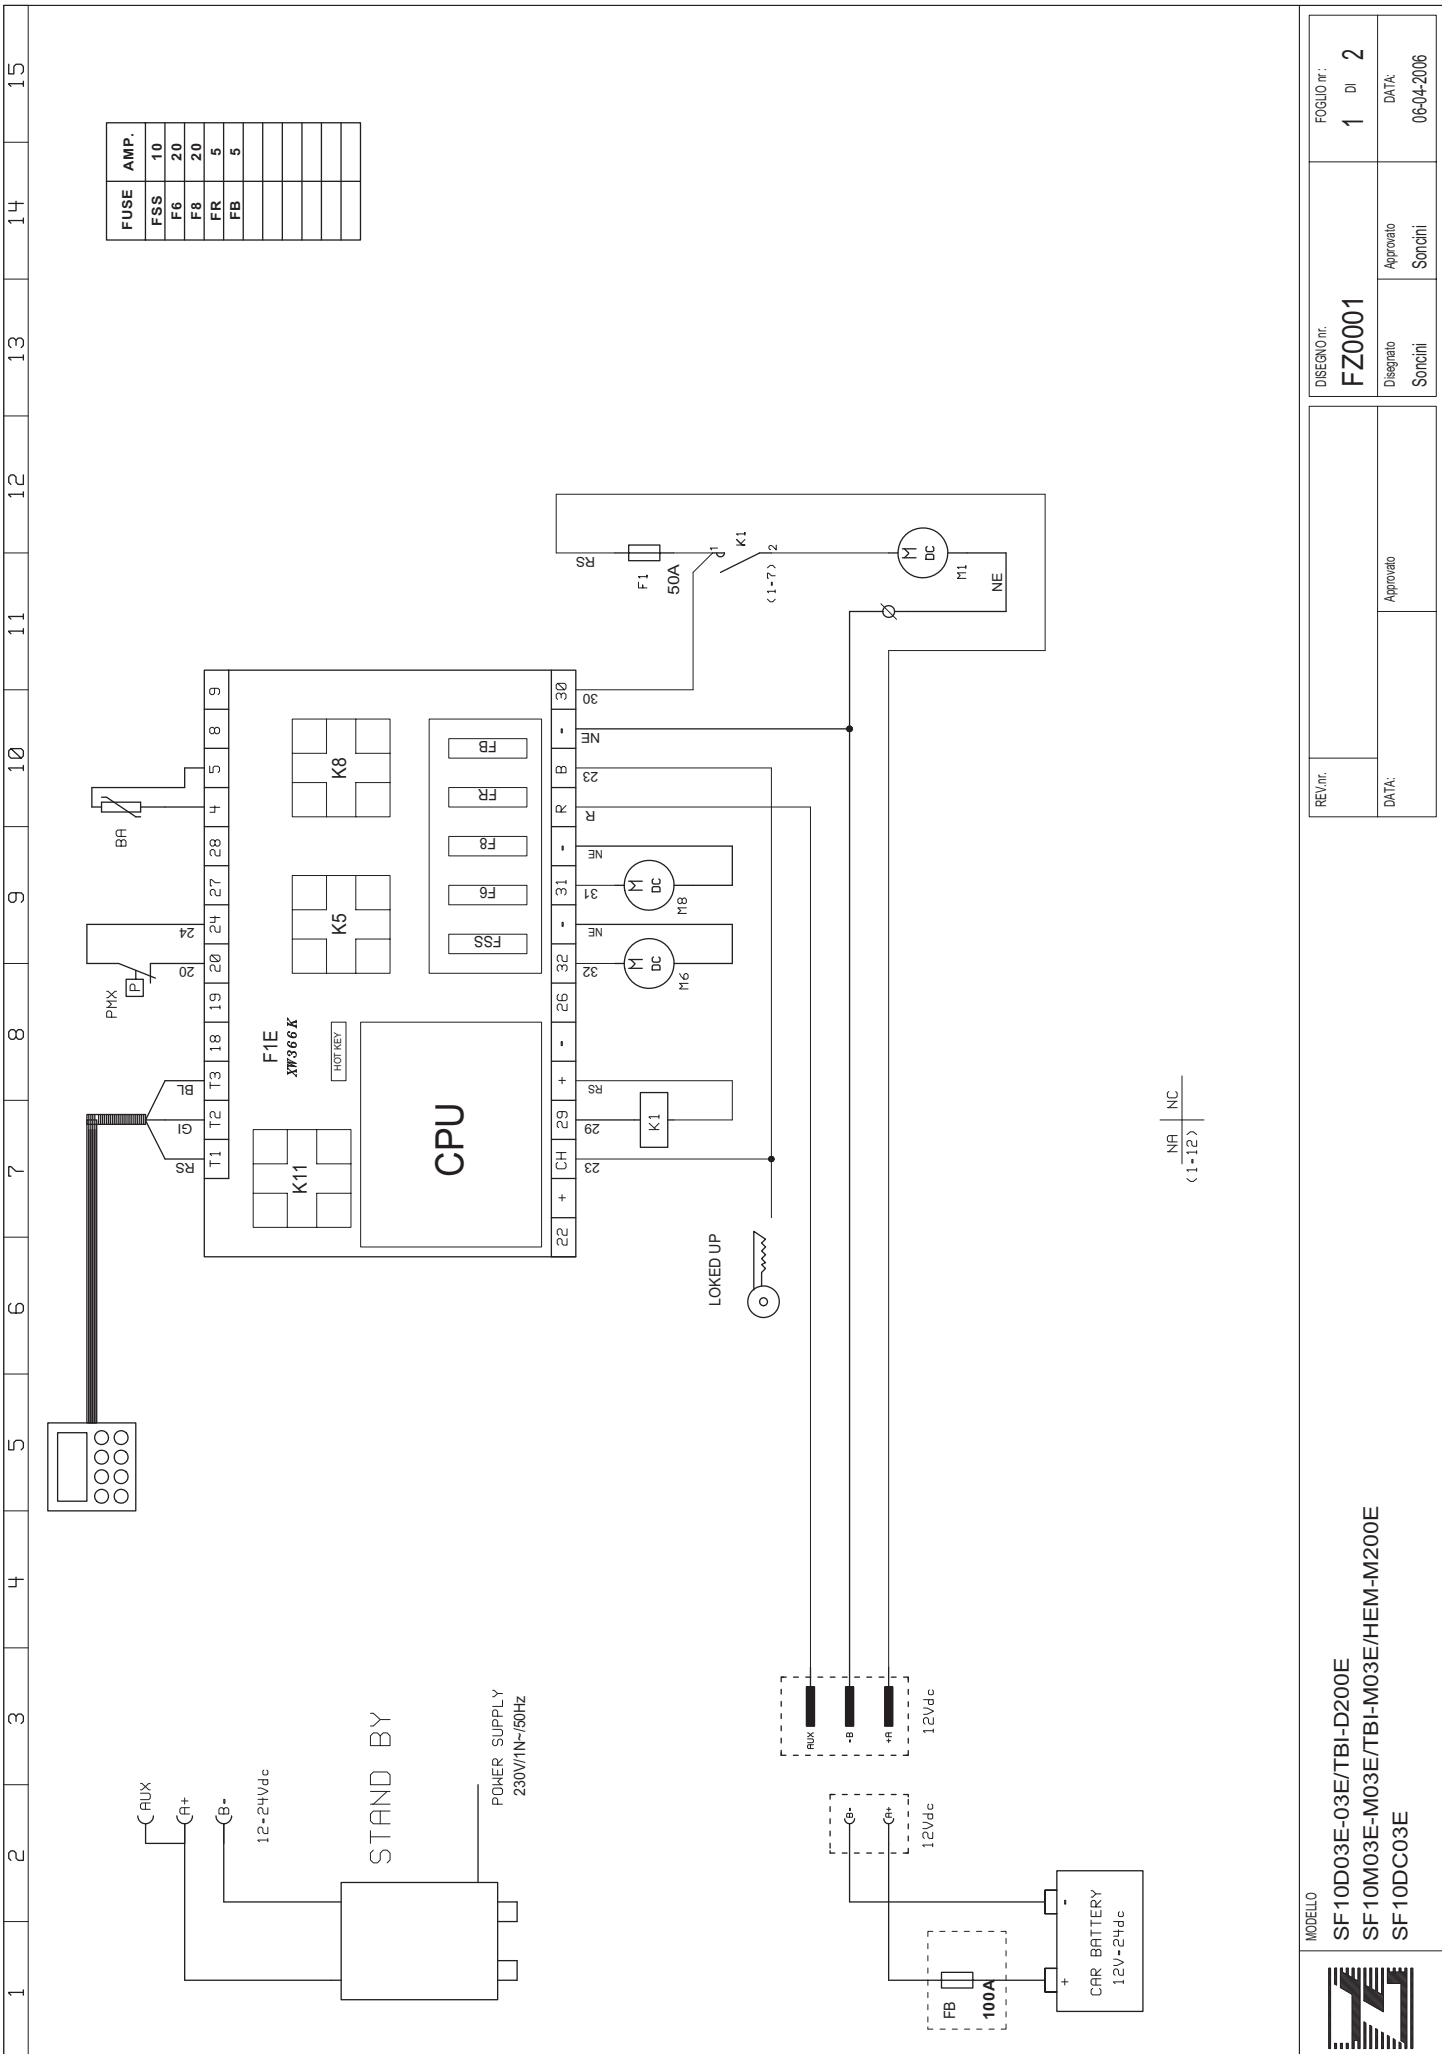 1 2 3 4 5 6 7 8 9 10 11 12 13 14 15
FUSE AMP.
FSS 10
F6 20
F8 20
FR 5
FB 5
AUX
A+
B-
12-24Vdc
STAND BY
POWER SUPPLY
230V/1N~/50Hz
PMX
P
BA
RS GI BL 20 24
T1 T2 T3 18 19 20 24 27 28 4 5 8 9
F1E
XW366K
HOT KEY
K11
K5
K8
CPU
FSS F6 F8 FR FB
22 + CH 29 + - 26 32 - 31 - R B - 30
23 29 RS 32 NE 31 NE R 23 NE 30
K1
M
DC
M6
M
DC
M8
RS
F1
50A
1
K1
2
(1-7)
M
DC
M1
NE
LOKED UP
AUX
-B
+A
12Vdc
B-
A+
12Vdc
FB
100A
+ -
CAR BATTERY
12V-24dc
NA NC
(1-12)
MODELLO
SF10D03E-03E/TBI-D200E
SF10M03E-M03E/TBI-M03E/HEM-M200E
SF10DC03E
REV.nr.
DATA:
Approvato
DISEGNO nr.
FZ0001
Disegnato
Soncini
Approvato
Soncini
FOGLIO nr :
1 DI 2
DATA:
06-04-2006